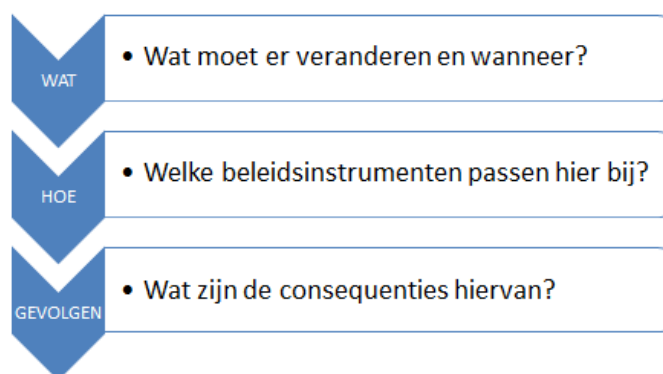 WAT
• Wat moet er veranderen en wanneer?
HOE
• Welke beleidsinstrumenten passen hier bij?
GEVOLGEN
• Wat zijn de consequenties hiervan?